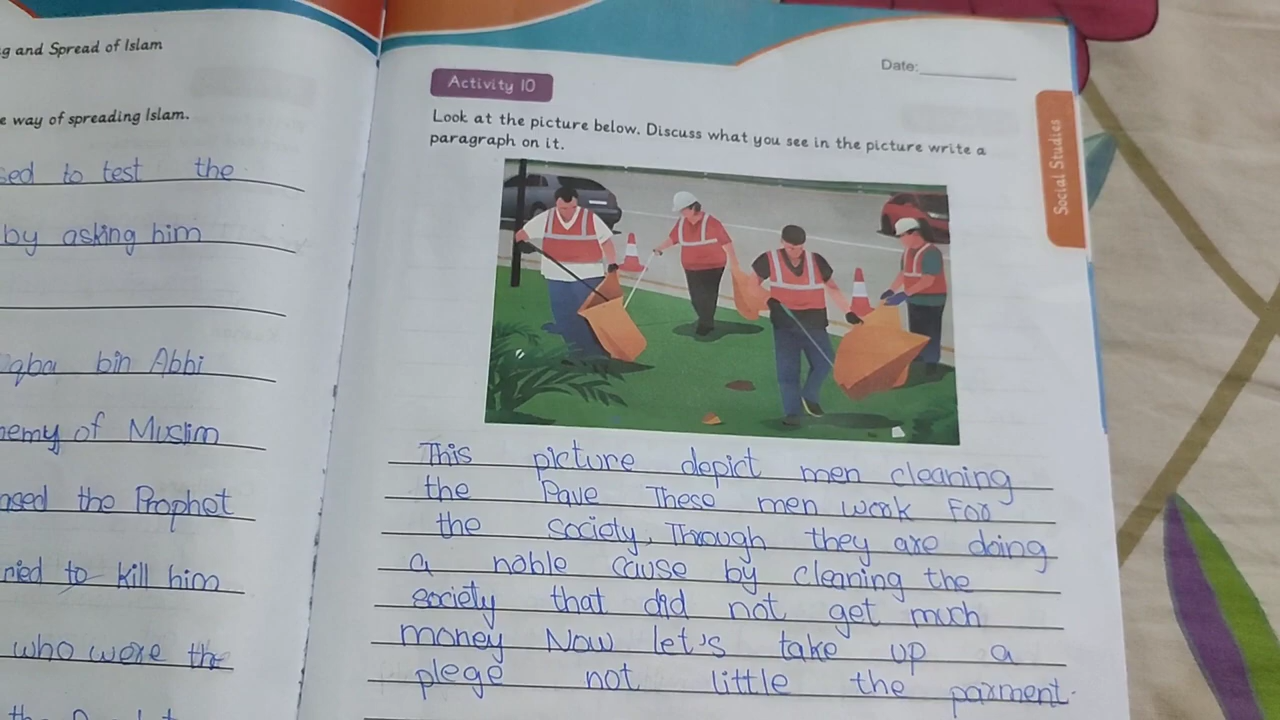 g and Spread of Islam
e way of spreading Islam.
sed to test the
by asking him
qba bin Abbi
nemy of Muslim
nsed the Prophet
ried to kill him
who were the
Date:
Social Studies
Activity 10
Look at the picture below. Discuss what you see in the picture write a
paragraph on it.
This picture depict men cleaning
the Pave These men work For
the society, Through they are doing
a noble cause by cleaning the
society that did not get much
money Now let's take up a
plege not little the parment.